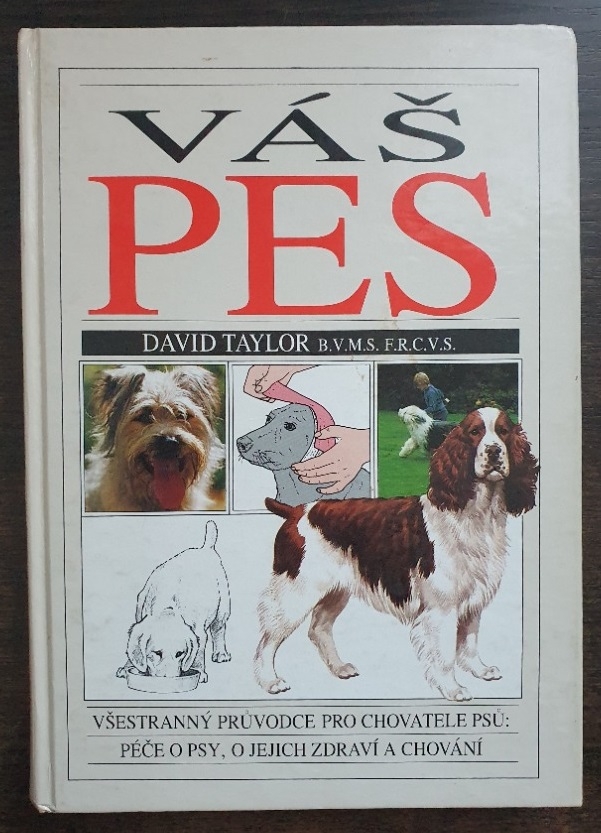 VÁŠ
PES
DAVID TAYLOR B.V.M.S. F.R.C.V.S.
VŠESTRANNÝ PRŮVODCE PRO CHOVATELE PSŮ:
PÉČE O PSY, O JEJICH ZDRAVÍ A CHOVÁNÍ